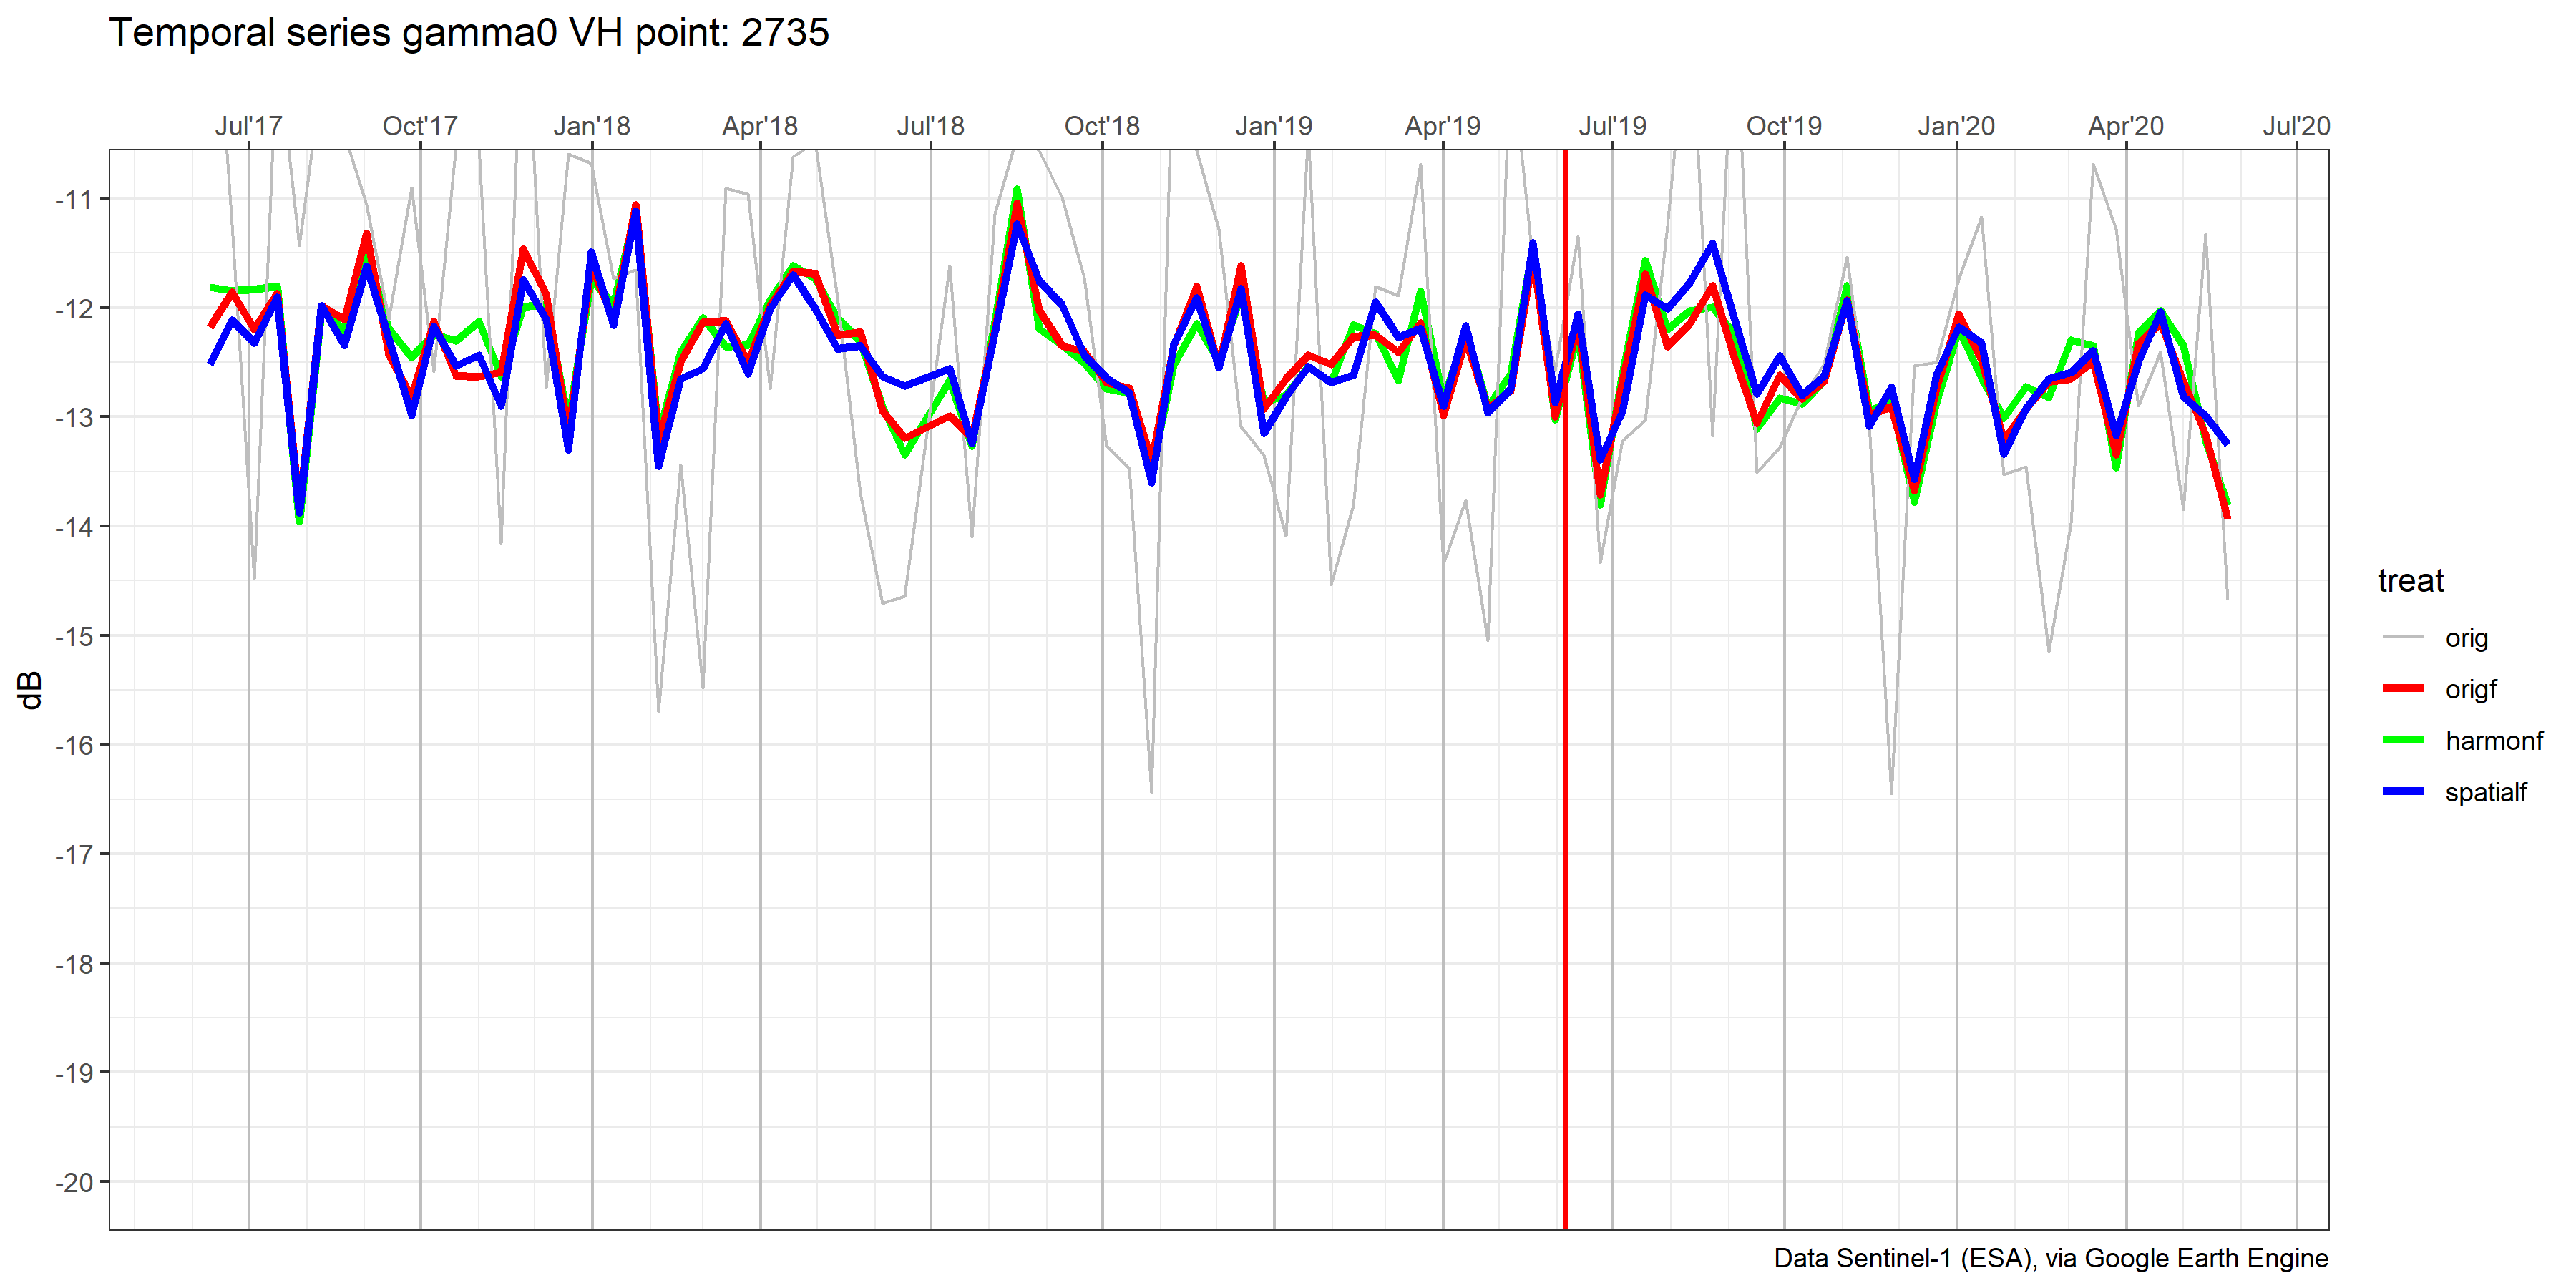 Temporal series gamma0 VH point: 2735
Jul'17 Oct'17 Jan'18 Apr'18 Jul'18 Oct'18 Jan'19 Apr'19 Jul'19 Oct'19 Jan'20 Apr'20 Jul'20
-11
-12
-13
-14
-15
-16
-17
-18
-19
-20
dB
treat
orig
origf
harmonf
spatialf
Data Sentinel-1 (ESA), via Google Earth Engine